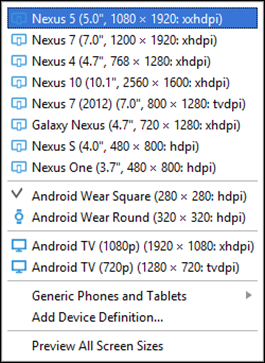 Nexus 5 (5.0", 1080 × 1920: xxhdpi)
Nexus 7 (7.0", 1200 × 1920: xhdpi)
Nexus 4 (4.7", 768 × 1280: xhdpi)
Nexus 10 (10.1", 2560 × 1600: xhdpi)
Nexus 7 (2012) (7.0", 800 × 1280: tvdpi)
Galaxy Nexus (4.7", 720 × 1280: xhdpi)
Nexus S (4.0", 480 × 800: hdpi)
Nexus One (3.7", 480 × 800: hdpi)
Android Wear Square (280 × 280: hdpi)
Android Wear Round (320 × 320: hdpi)
Android TV (1080p) (1920 × 1080: xhdpi)
Android TV (720p) (1280 × 720: tvdpi)
Generic Phones and Tablets
Add Device Definition...
Preview All Screen Sizes